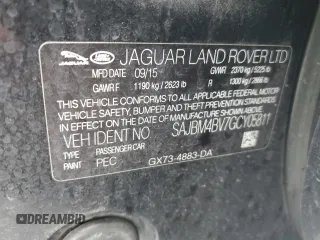 JAGUAR LAND ROVER LTD
JAGUAR
MFD DATE 09/15 GVWR 2370 kg / 5225 lb
GAWR F 1190 kg / 2623 lb R 1300 kg / 2866 lb
THIS VEHICLE CONFORMS TO ALL APPLICABLE FEDERAL MOTOR
VEHICLE SAFETY, BUMPER, AND THEFT PREVENTION STANDARDS
IN EFFECT ON THE DATE OF MANUFACTURE SHOWN ABOVE.
VEH IDENT NO. SAJBM4BV7GCY05811
TYPE PASSENGER CAR
PAINT PEC
GX73-4883-DA
DREAMBID